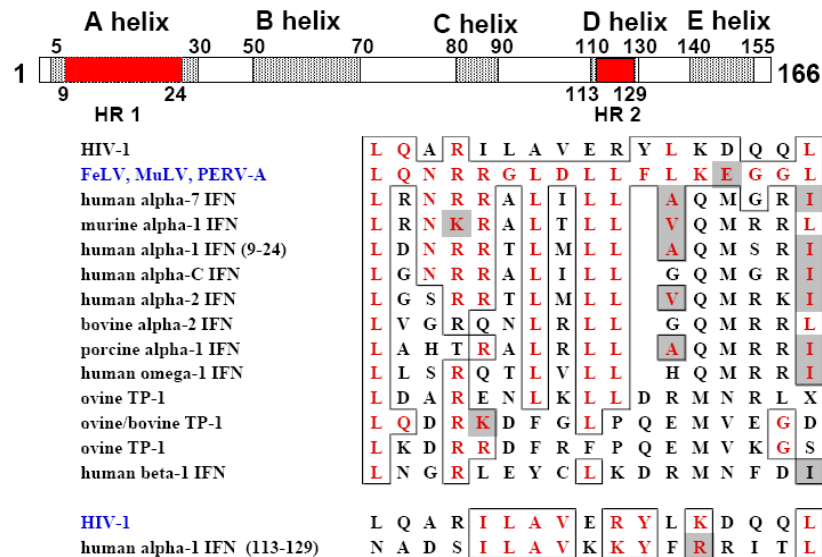 A helix B helix C helix D helix E helix
5 30 50 70 80 90 110 130 140 155
1 166
9 24 113 129
HR 1 HR 2
HIV-1 L Q A R I L A V E R Y L K D Q Q L
FeLV, MuLV, PERV-A L Q N R R G L D L L F L K E G G L
human alpha-7 IFN L R N R R A L I L L A Q M G R I
murine alpha-1 IFN L R N K R A L T L L V Q M R R L
human alpha-1 IFN (9-24) L D N R R T L M L L A Q M S R I
human alpha-C IFN L G N R R A L I L L G Q M G R I
human alpha-2 IFN L G S R R T L M L L V Q M R K I
bovine alpha-2 IFN L V G R Q N L R L L G Q M R R L
porcine alpha-1 IFN L A H T R A L R L L A Q M R R I
human omega-1 IFN L L S R Q T L V L L H Q M R R I
ovine TP-1 L D A R E N L K L L D R M N R L X
ovine/bovine TP-1 L Q D R K D F G L P Q E M V E G D
ovine TP-1 L K D R R D F R F P Q E M V K G S
human beta-1 IFN L N G R L E Y C L K D R M N F D I
HIV-1 L Q A R I L A V E R Y L K D Q Q L
human alpha-1 IFN (113-129) N A D S I L A V K K Y F R R I T L